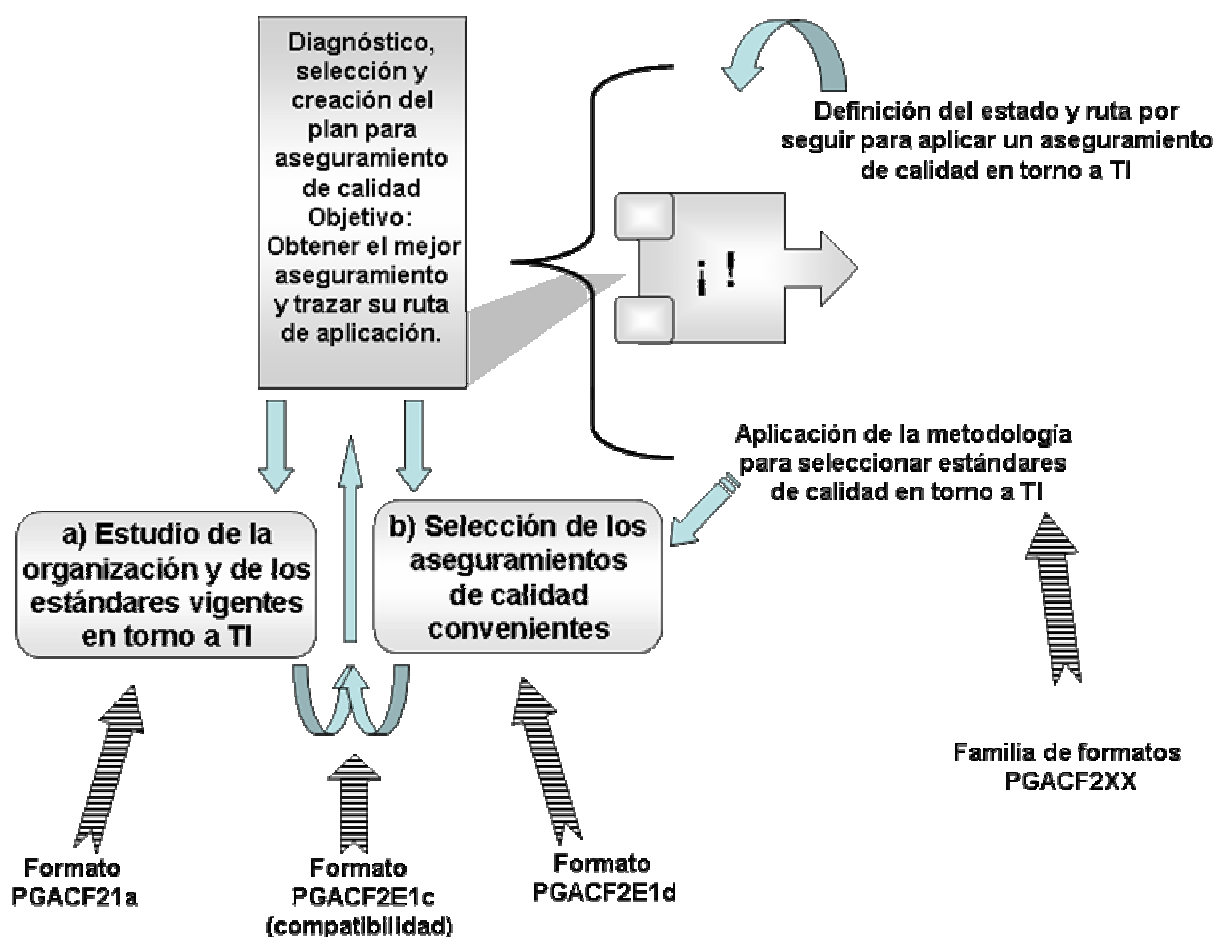 Diagnóstico,
selección y
creación del
plan para
aseguramiento
de calidad
Objetivo:
Obtener el mejor
aseguramiento
y trazar su ruta
de aplicación.
Definición del estado y ruta por
seguir para aplicar un aseguramiento
de calidad en torno a TI
¡ !
Aplicación de la metodología
para seleccionar estándares
de calidad en torno a TI
a) Estudio de la
organización y de los
estándares vigentes
en torno a TI
b) Selección de los
aseguramientos
de calidad
convenientes
Familia de formatos
PGACF2XX
Formato
PGACF21a
Formato
PGACF2E1c
(compatibilidad)
Formato
PGACF2E1d